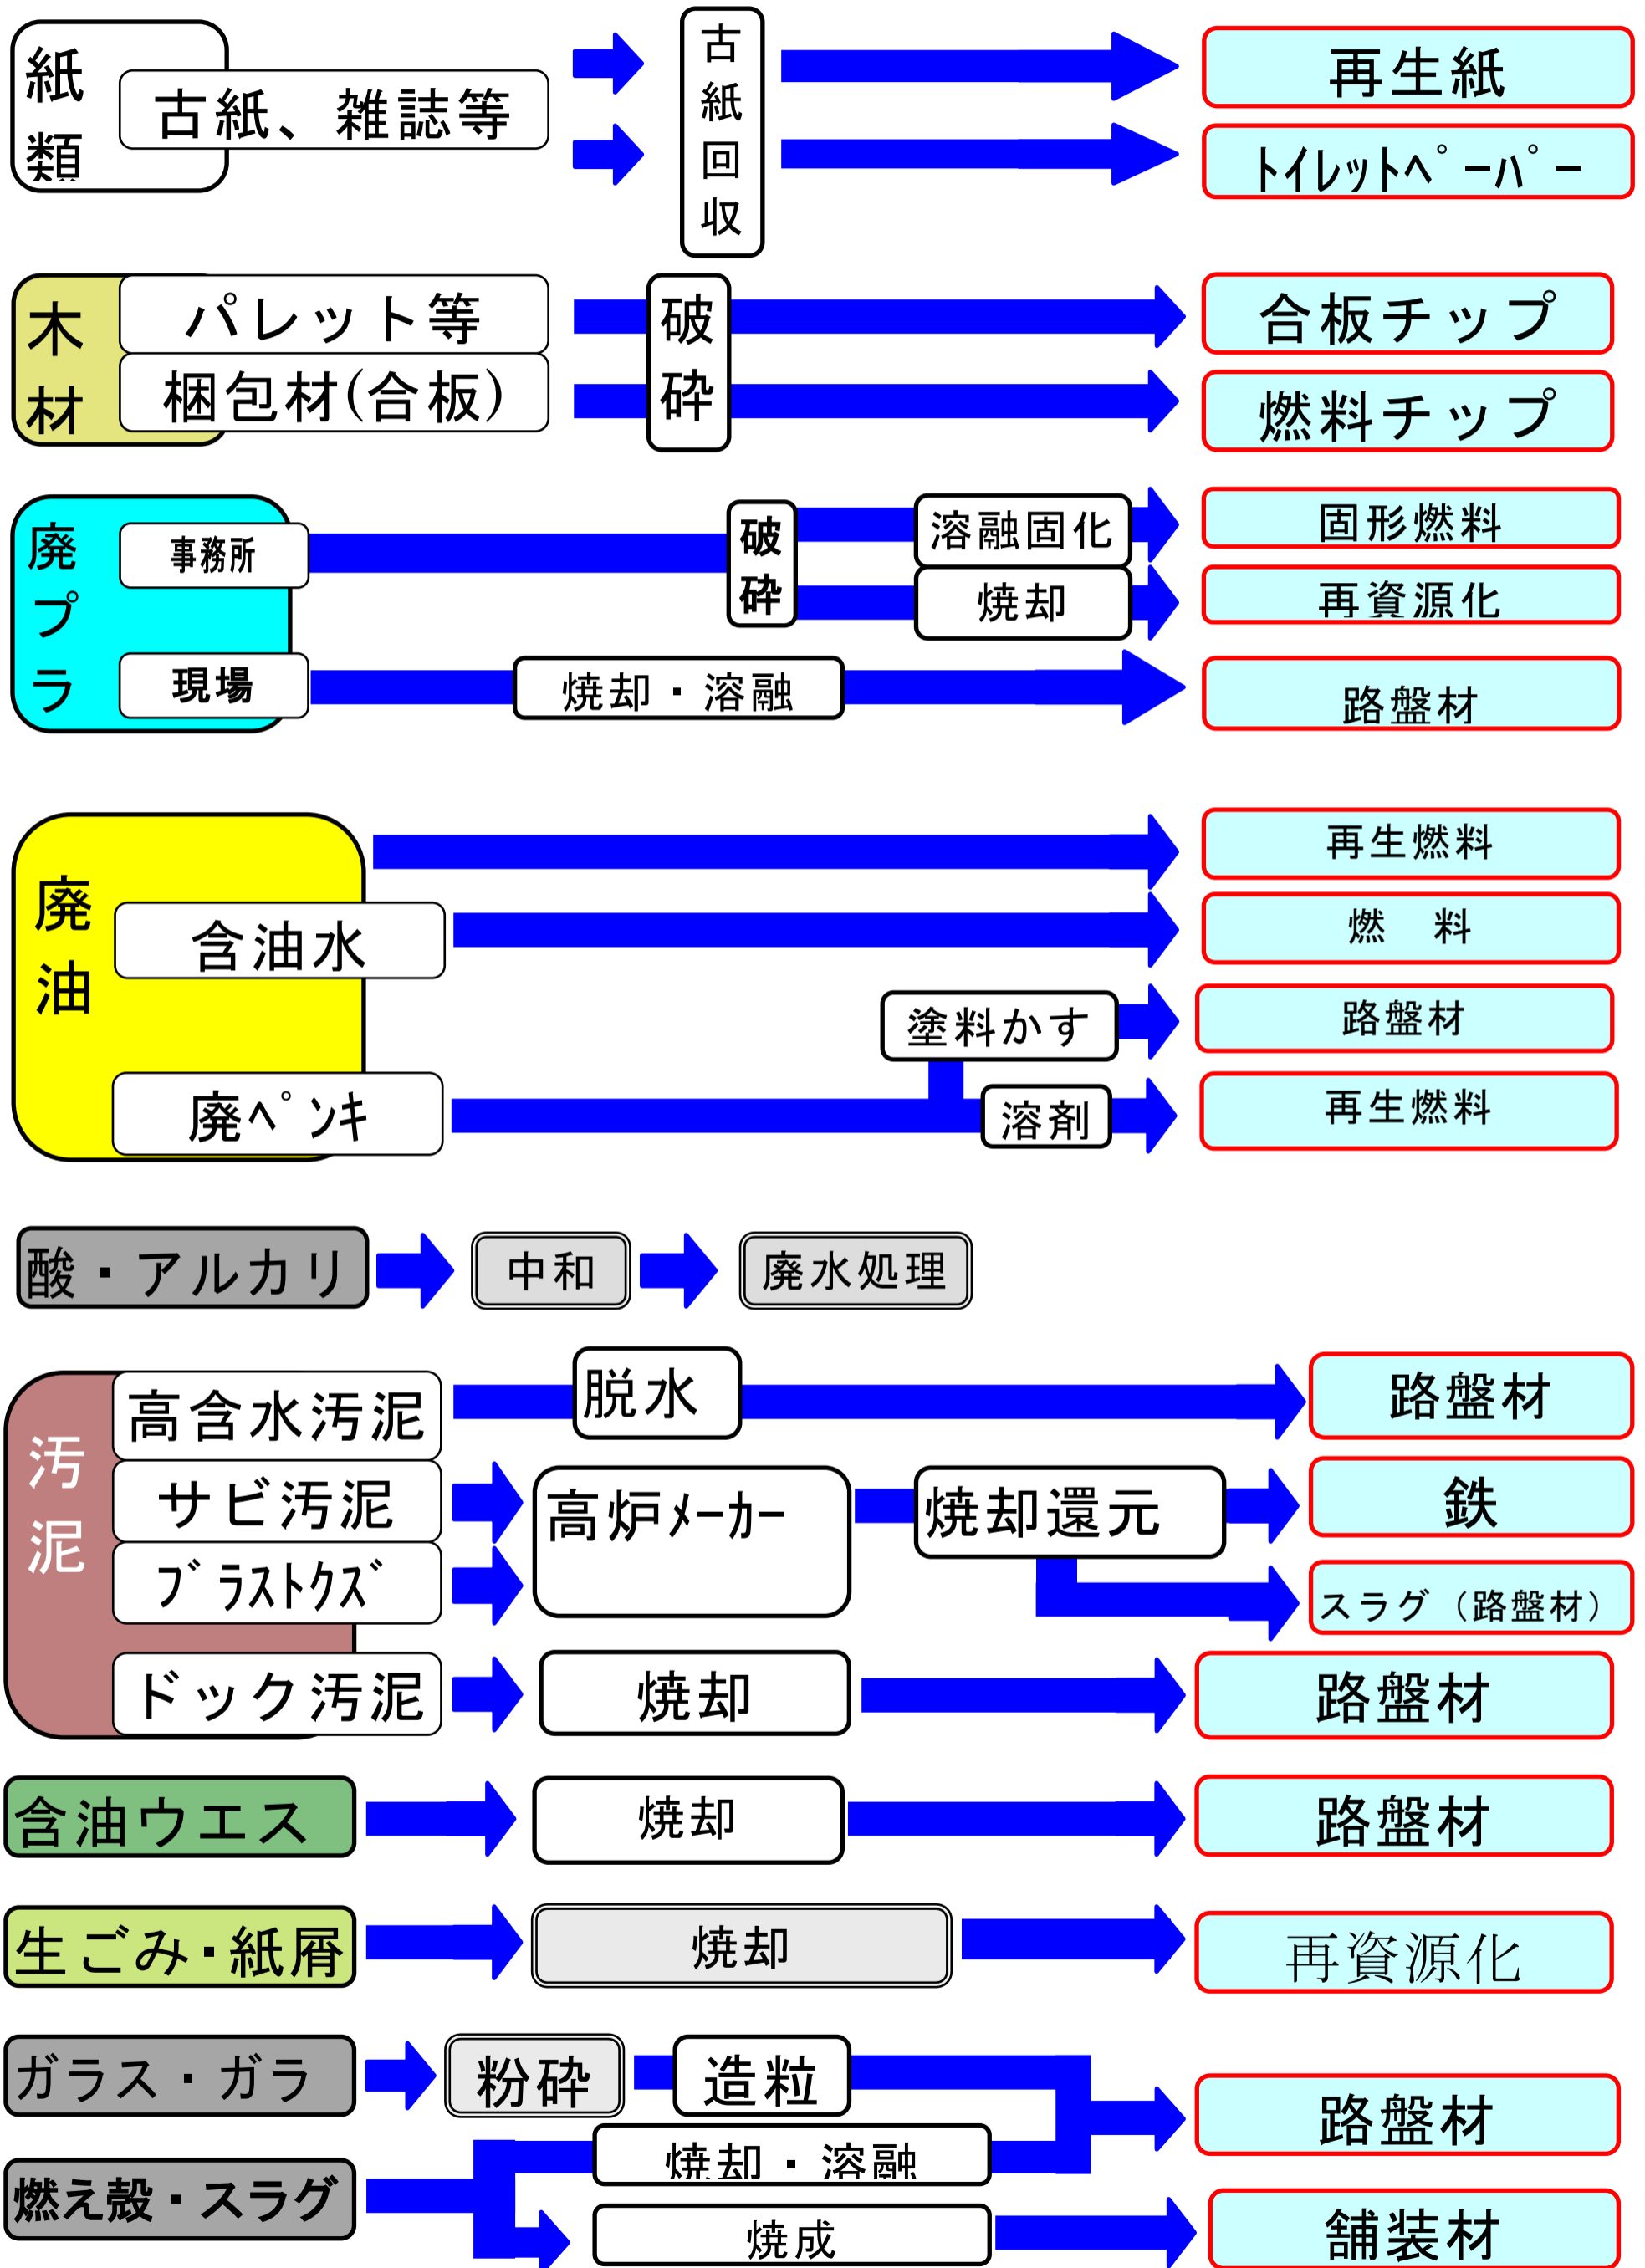 紙類
古紙、雑誌等
古紙回収
再生紙
ﾄｲﾚｯﾄﾍﾟｰﾊﾟｰ
木材
パレット等
梱包材(合板)
破砕
合板チップ
燃料チップ
廃プラ
事務所
破砕
溶融固化
固形燃料
焼却
再資源化
現場
焼却・溶融
路盤材
廃油
再生燃料
含油水
燃　料
塗料かす
路盤材
廃ﾍﾟﾝｷ
溶剤
再生燃料
酸・アルカリ
中和
廃水処理
汚泥
高含水汚泥
脱水
路盤材
サビ汚泥
高炉ﾒｰｶｰ
焼却還元
鉄
ﾌﾞﾗｽﾄｸｽﾞ
スラグ（路盤材）
ドック汚泥
焼却
路盤材
含油ウエス
焼却
路盤材
生ごみ・紙屑
焼却
再資源化
ガラス・ガラ
粉砕
造粒
路盤材
燃え殻・スラグ
焼却・溶融
焼成
舗装材